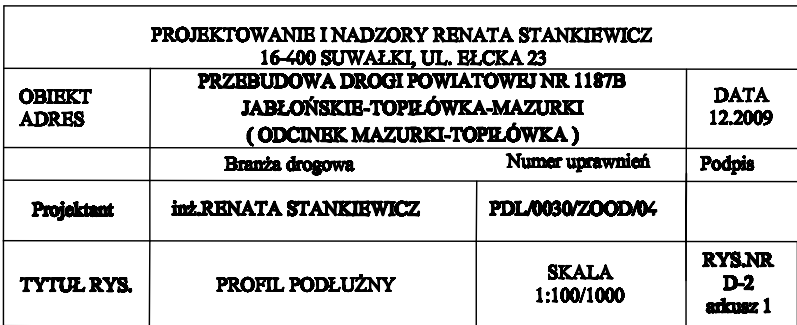 PROJEKTOWANIE I NADZORY RENATA STANKIEWICZ
16-400 SUWAŁKI, UL. EŁCKA 23
OBIEKT
ADRES
PRZEBUDOWA DROGI POWIATOWEJ NR 1187B
JABŁOŃSKIE-TOPIŁÓWKA-MAZURKI
( ODCINEK MAZURKI-TOPIŁÓWKA )
DATA
12.2009
Branża drogowa
Numer uprawnień
Podpis
Projektant
inż.RENATA STANKIEWICZ
PDL/0030/ZOOD/04
TYTUŁ RYS.
PROFIL PODŁUŻNY
SKALA
1:100/1000
RYS.NR
D-2
arkusz 1